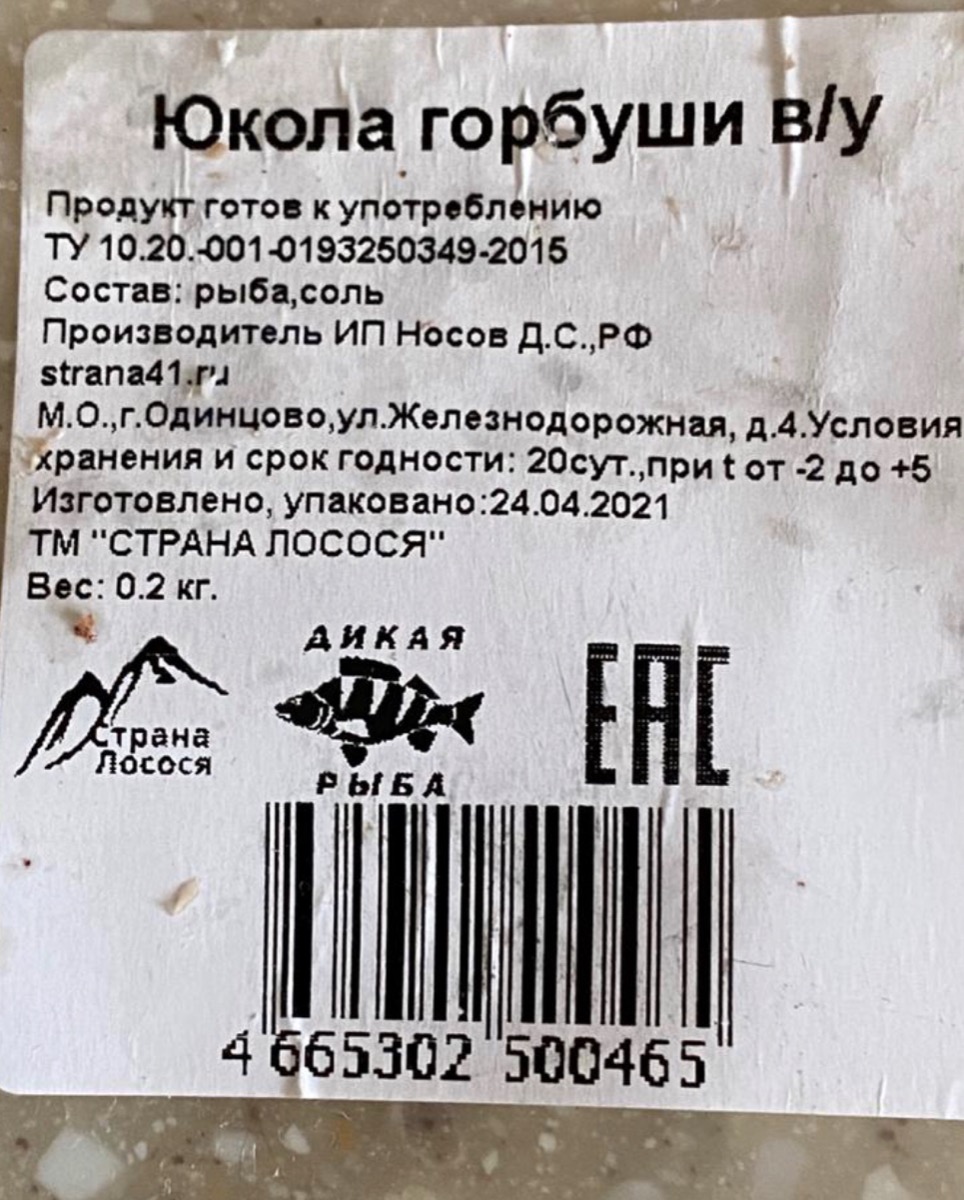 Юкола горбуши в/у
Продукт готов к употреблению
ТУ 10.20.-001-0193250349-2015
Состав: рыба,соль
Производитель ИП Носов Д.С.,РФ
strana41.ru
М.О.,г.Одинцово,ул.Железнодорожная, д.4.Условия
хранения и срок годности: 20сут.,при t от -2 до +5
Изготовлено, упаковано:24.04.2021
ТМ "СТРАНА ЛОСОСЯ"
Вес: 0.2 кг.
Страна
Лосося
ДИКАЯ
РЫБА
ЕАС
4 665302 500465